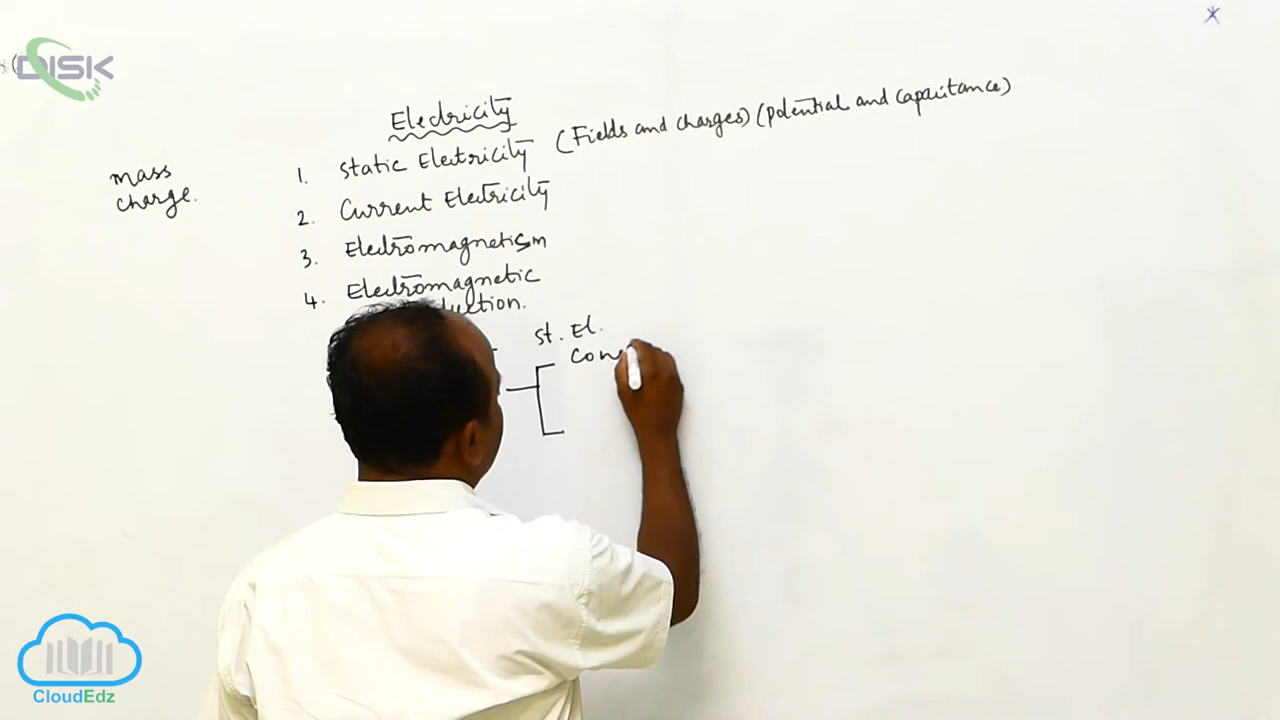 DISK
Electricity
mass
charge.
1. Static Electricity (Fields and charges) (potential and capacitance)
2. Current Electricity
3. Electromagnetism
4. Electromagnetic
St. El.
CloudEdz